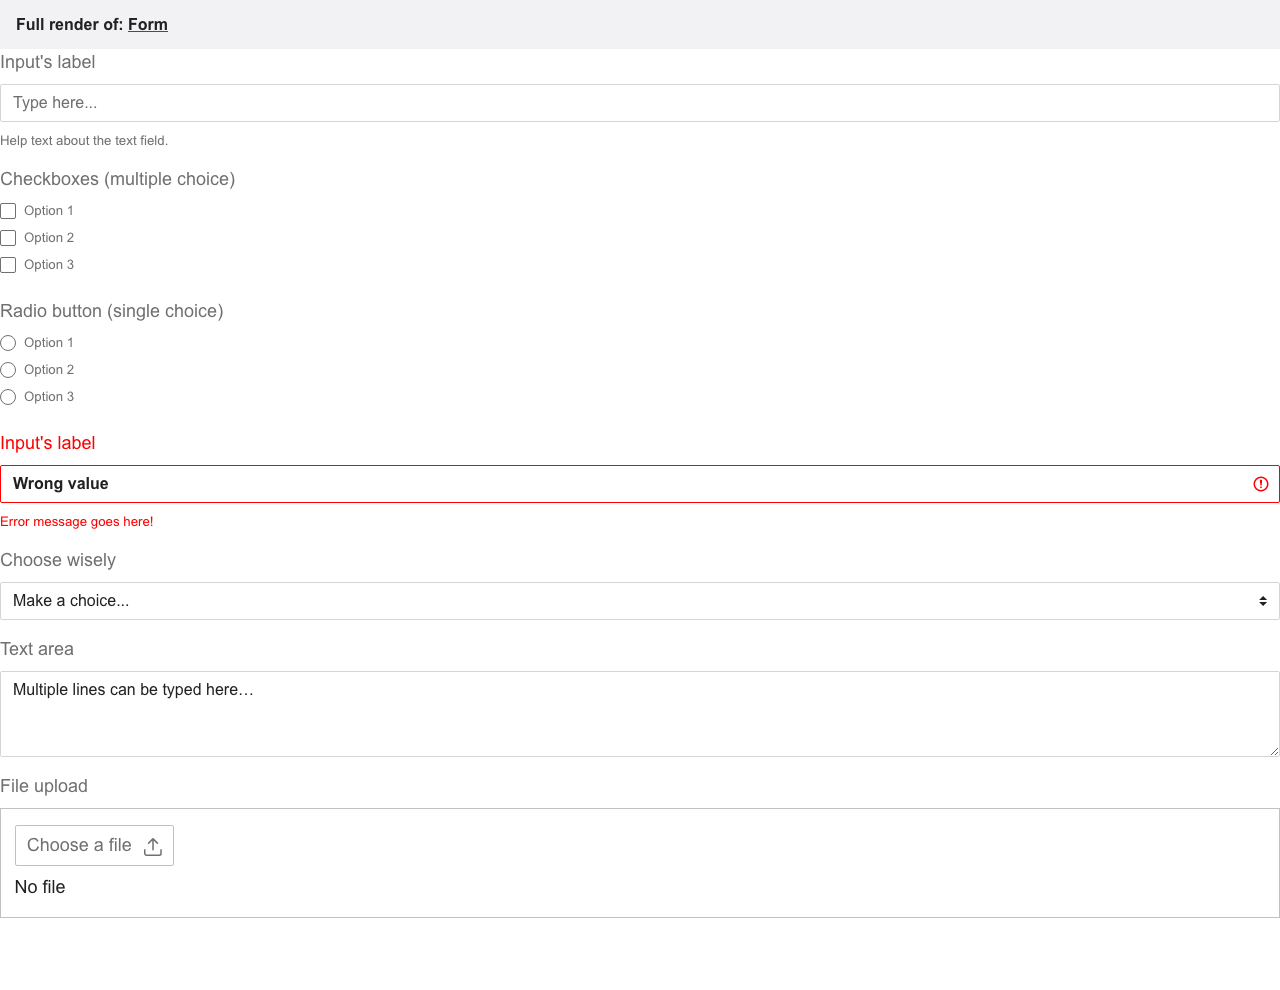 Full render of: Form
Input's label
Type here...
Help text about the text field.
Checkboxes (multiple choice)
Option 1
Option 2
Option 3
Radio button (single choice)
Option 1
Option 2
Option 3
Input's label
Wrong value
Error message goes here!
Choose wisely
Make a choice...
Text area
Multiple lines can be typed here…
File upload
Choose a file
No file